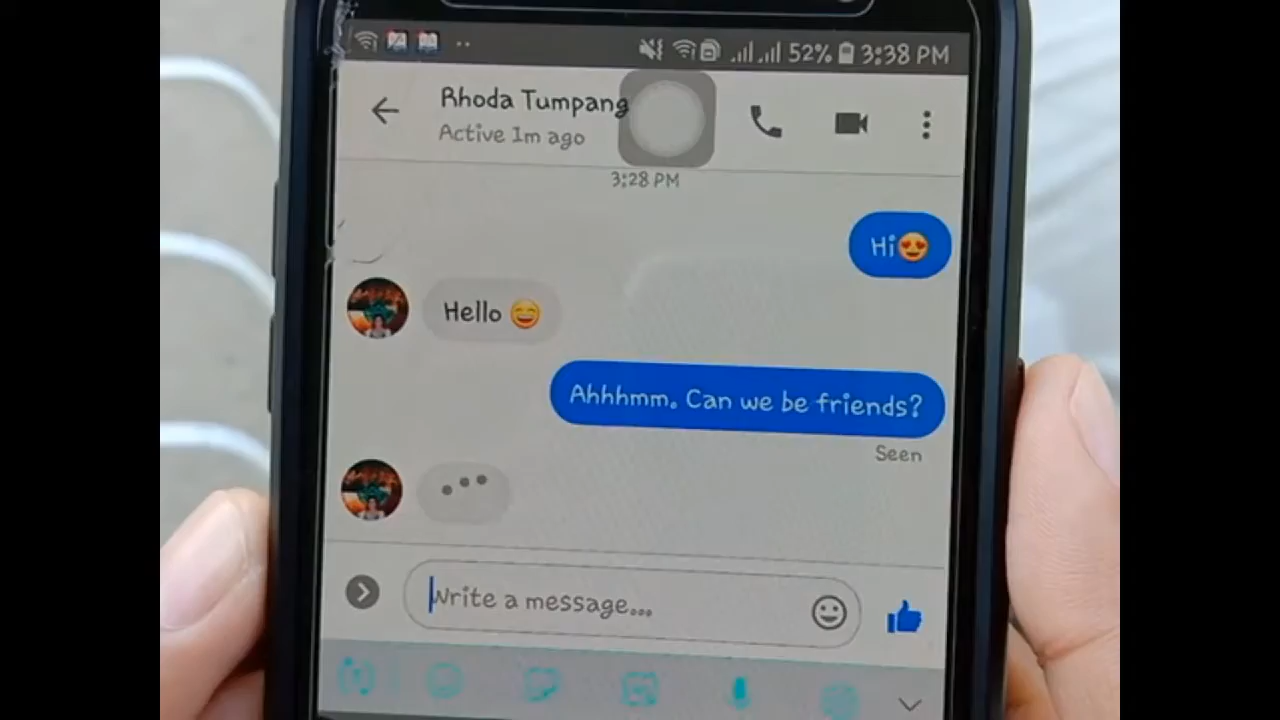 52% 3:38 PM
Rhoda Tumpang
Active 1m ago
3:28 PM
Hi😍
Hello 😄
Ahhhmm. Can we be friends?
Seen
Write a message...